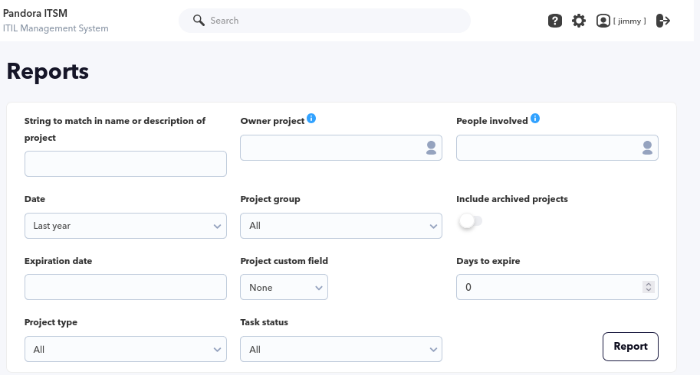 Pandora ITSM
ITIL Management System
Search
?
[ jimmy ]
Reports
String to match in name or description of
project
Owner project i
People involved i
Date
Project group
Include archived projects
Last year
All
Expiration date
Project custom field
Days to expire
None
0
Project type
Task status
All
All
Report